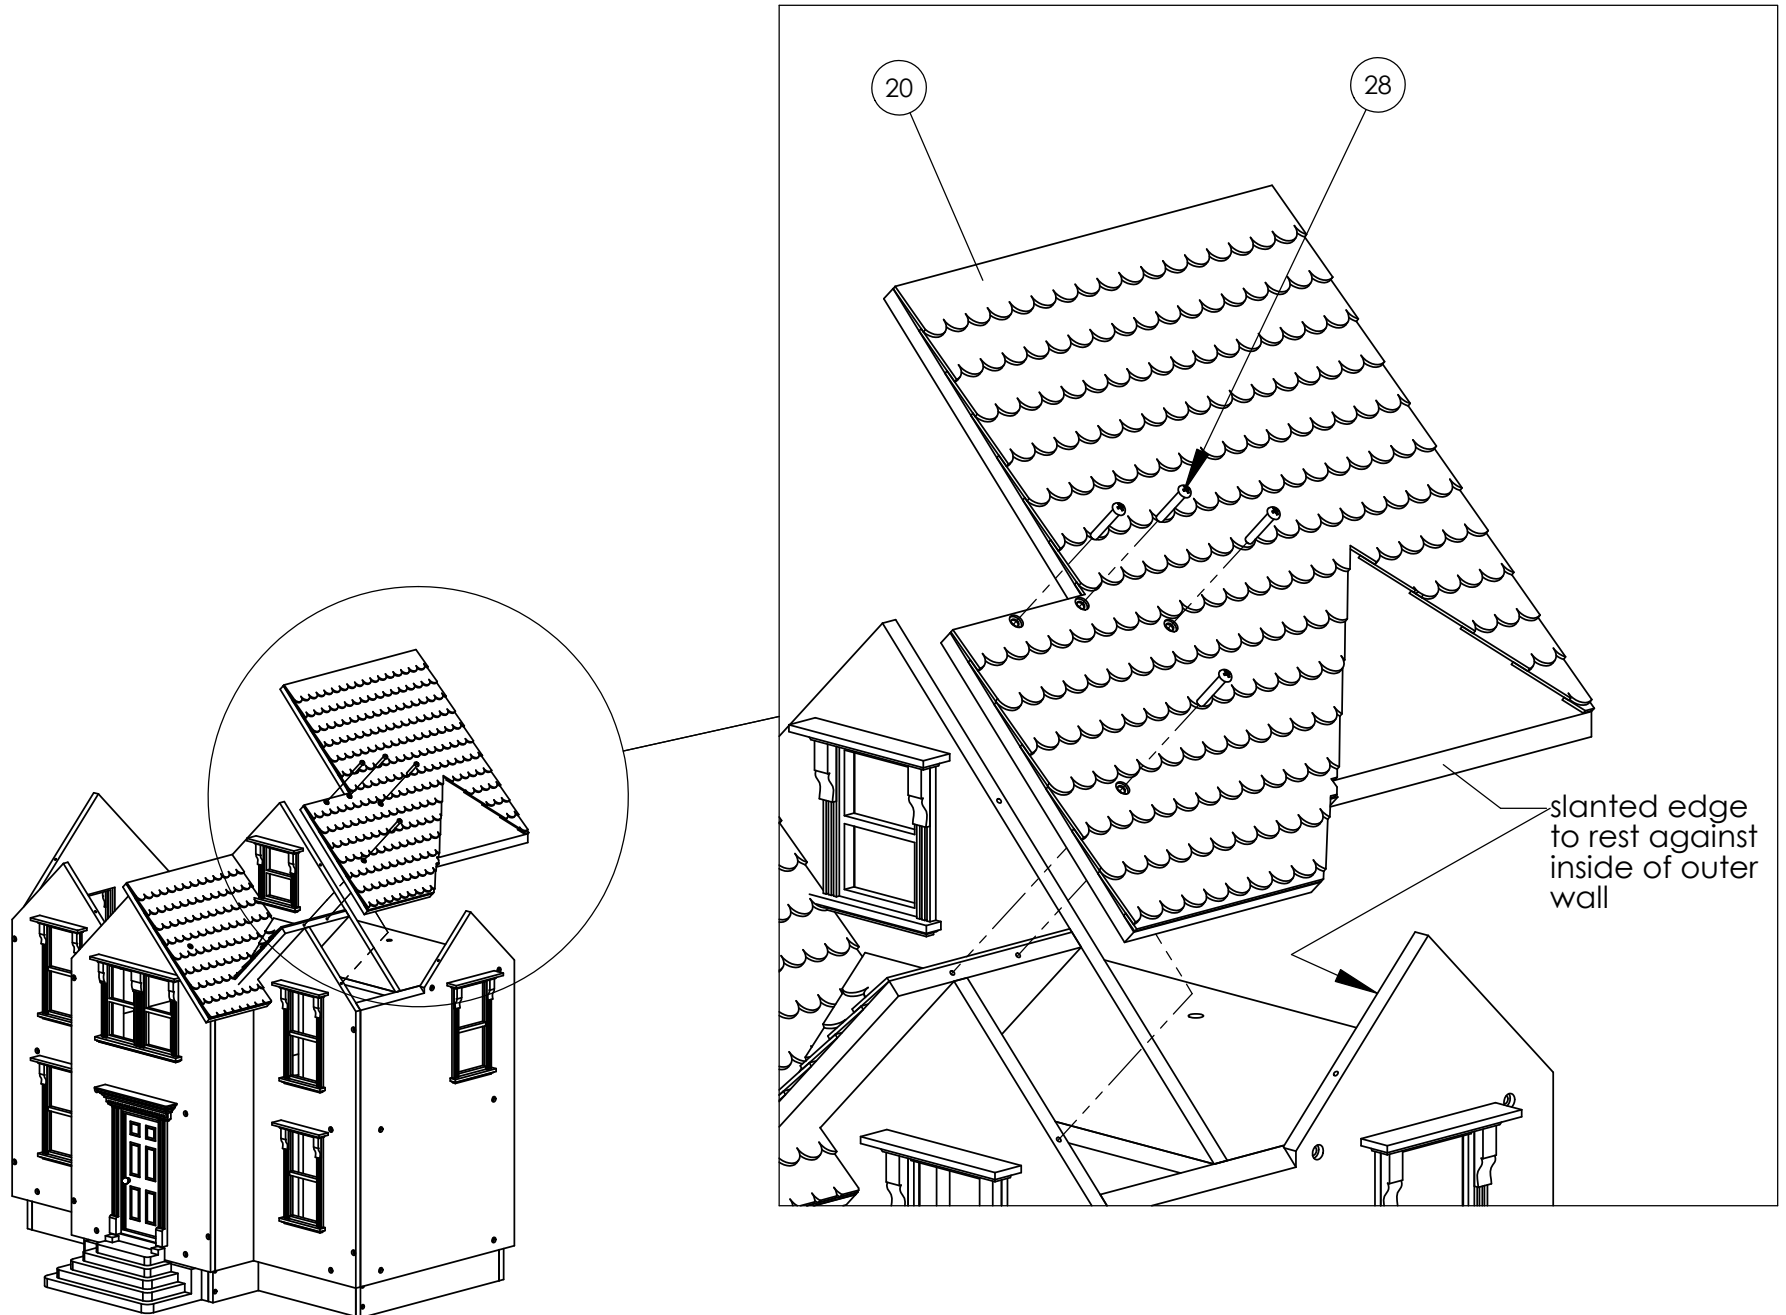 20
28
slanted edge
to rest against
inside of outer
wall